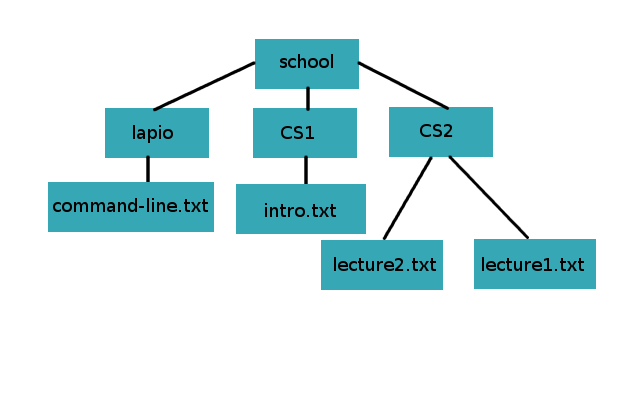 school
lapio
CS1
CS2
command-line.txt
intro.txt
lecture2.txt
lecture1.txt